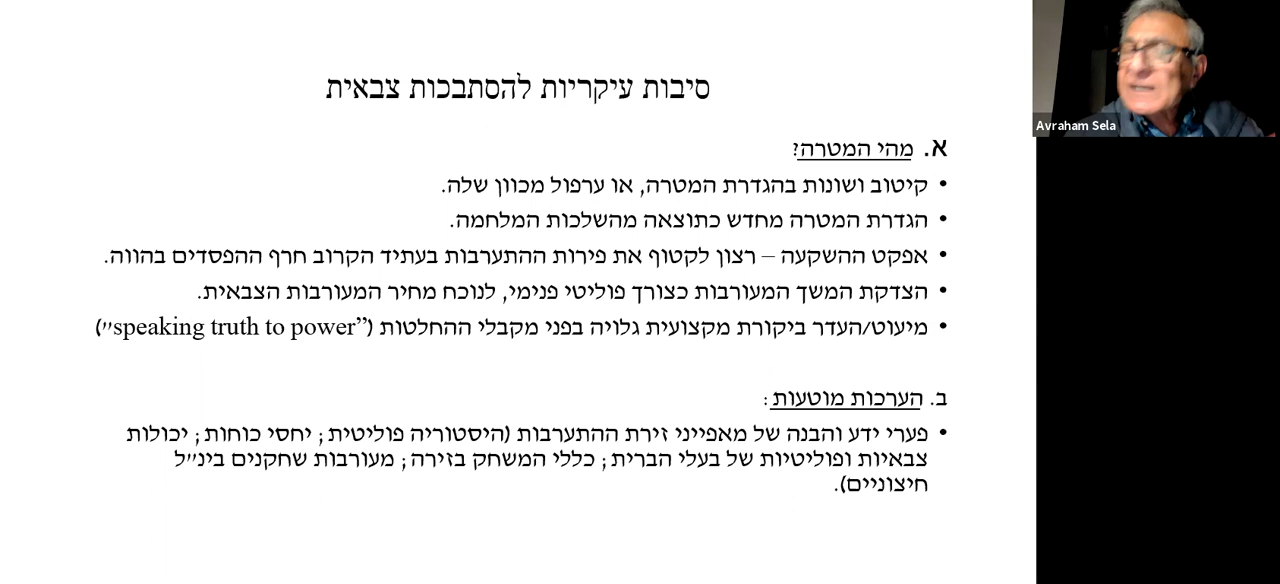 סיבות עיקריות להסתבכות צבאית
א. מהי המטרה?
• קיטוב ושונות בהגדרת המטרה, או ערפול מכוון שלה.
• הגדרת המטרה מחדש כתוצאה מהשלכות המלחמה.
• אפקט ההשקעה – רצון לקטוף את פירות ההתערבות בעתיד הקרוב חרף ההפסדים בהווה.
• הצדקת המשך המעורבות כצורך פוליטי פנימי, לנוכח מחיר המעורבות הצבאית.
• מיעוט/העדר ביקורת מקצועית גלויה בפני מקבלי ההחלטות ("speaking truth to power")
ב. הערכות מוטעות:
• פערי ידע והבנה של מאפייני זירת ההתערבות (היסטוריה פוליטית; יחסי כוחות; יכולות
צבאיות ופוליטיות של בעלי הברית; כללי המשחק בזירה; מעורבות שחקנים בינ״ל
חיצוניים).
Avraham Sela